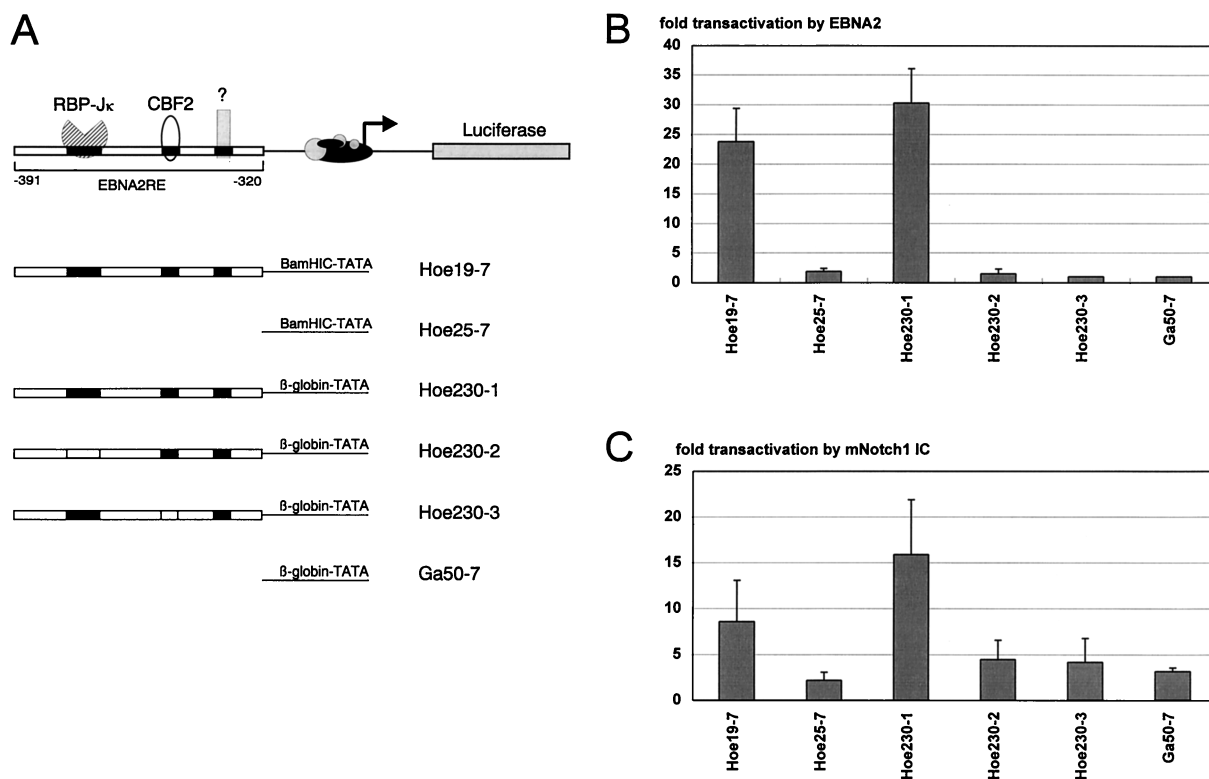 A
RBP-Jκ
CBF2
?
Luciferase
-391
EBNA2RE
-320
BamHIC-TATA
Hoe19-7
BamHIC-TATA
Hoe25-7
ß-globin-TATA
Hoe230-1
ß-globin-TATA
Hoe230-2
ß-globin-TATA
Hoe230-3
ß-globin-TATA
Ga50-7
B
fold transactivation by EBNA2
40
35
30
25
20
15
10
5
0
Hoe19-7
Hoe25-7
Hoe230-1
Hoe230-2
Hoe230-3
Ga50-7
C
fold transactivation by mNotch1 IC
25
20
15
10
5
0
Hoe19-7
Hoe25-7
Hoe230-1
Hoe230-2
Hoe230-3
Ga50-7